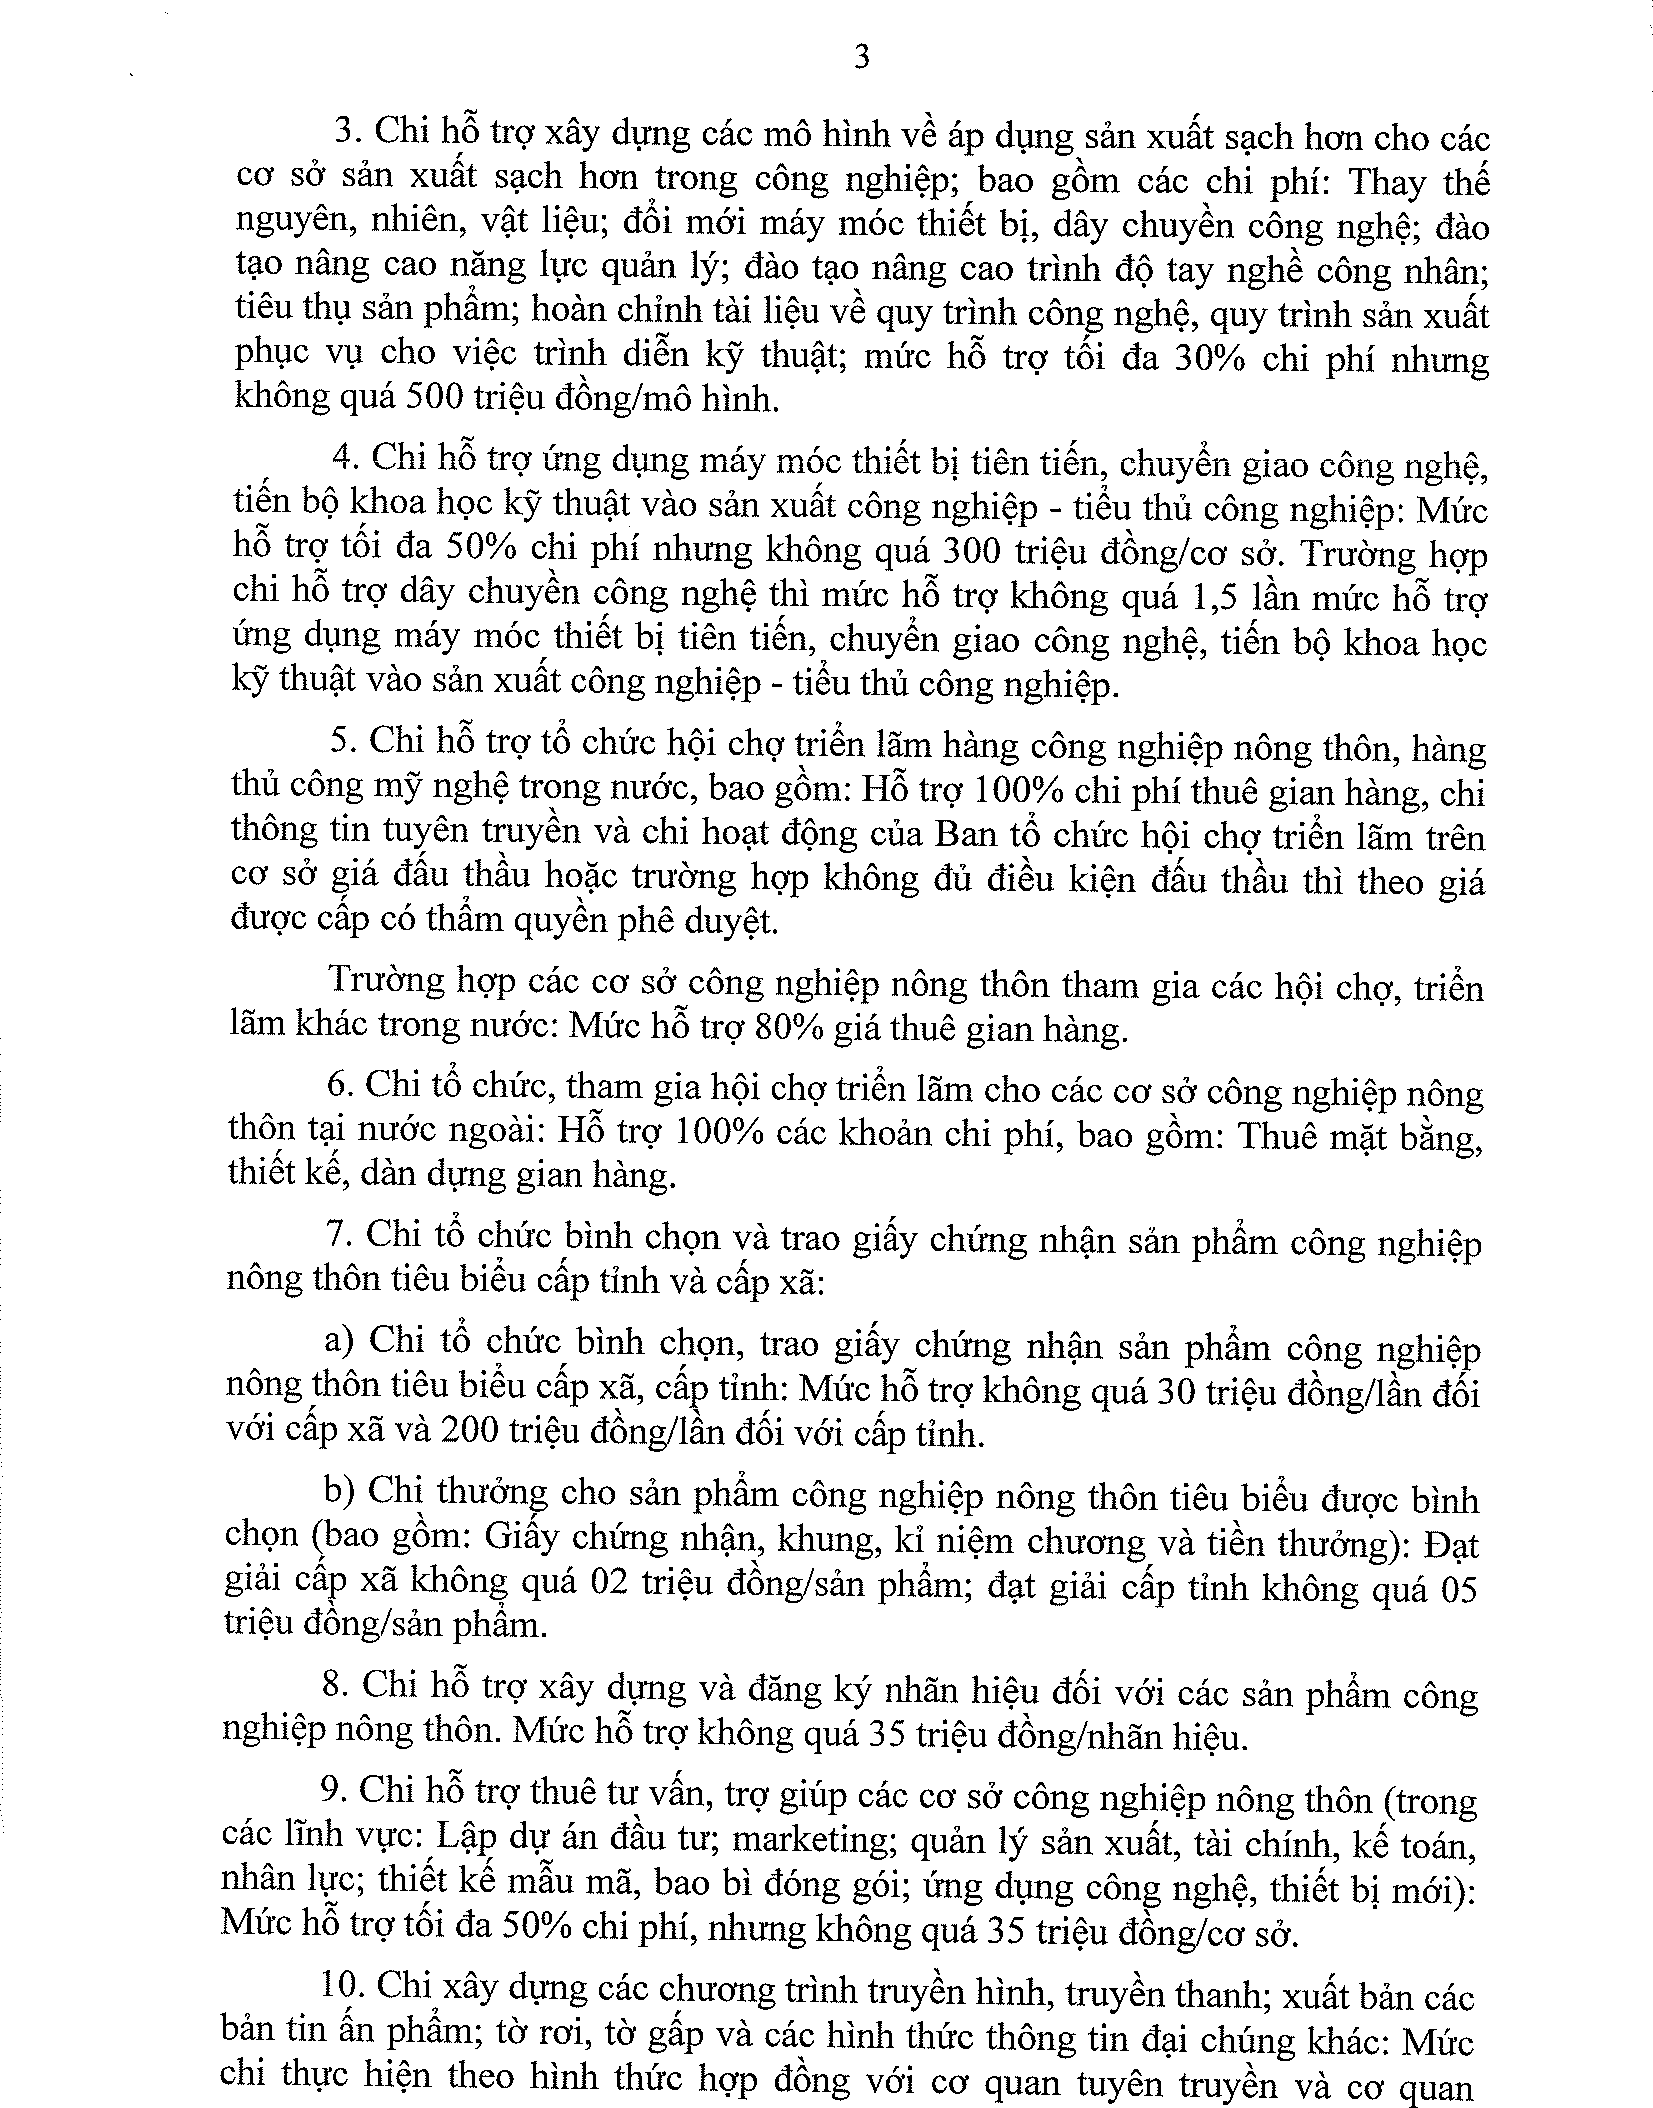 3
3. Chi hỗ trợ xây dựng các mô hình về áp dụng sản xuất sạch hơn cho các
cơ sở sản xuất sạch hơn trong công nghiệp; bao gồm các chi phí: Thay thế
nguyên, nhiên, vật liệu; đổi mới máy móc thiết bị, dây chuyền công nghệ; đào
tạo nâng cao năng lực quản lý; đào tạo nâng cao trình độ tay nghề công nhân;
tiêu thụ sản phẩm; hoàn chỉnh tài liệu về quy trình công nghệ, quy trình sản xuất
phục vụ cho việc trình diễn kỹ thuật; mức hỗ trợ tối đa 30% chi phí nhưng
không quá 500 triệu đồng/mô hình.
4. Chi hỗ trợ ứng dụng máy móc thiết bị tiên tiến, chuyển giao công nghệ,
tiến bộ khoa học kỹ thuật vào sản xuất công nghiệp - tiểu thủ công nghiệp: Mức
hỗ trợ tối đa 50% chi phí nhưng không quá 300 triệu đồng/cơ sở. Trường hợp
chi hỗ trợ dây chuyền công nghệ thì mức hỗ trợ không quá 1,5 lần mức hỗ trợ
ứng dụng máy móc thiết bị tiên tiến, chuyển giao công nghệ, tiến bộ khoa học
kỹ thuật vào sản xuất công nghiệp - tiểu thủ công nghiệp.
5. Chi hỗ trợ tổ chức hội chợ triển lãm hàng công nghiệp nông thôn, hàng
thủ công mỹ nghệ trong nước, bao gồm: Hỗ trợ 100% chi phí thuê gian hàng, chi
thông tin tuyên truyền và chi hoạt động của Ban tổ chức hội chợ triển lãm trên
cơ sở giá đấu thầu hoặc trường hợp không đủ điều kiện đấu thầu thì theo giá
được cấp có thẩm quyền phê duyệt.
Trường hợp các cơ sở công nghiệp nông thôn tham gia các hội chợ, triển
lãm khác trong nước: Mức hỗ trợ 80% giá thuê gian hàng.
6. Chi tổ chức, tham gia hội chợ triển lãm cho các cơ sở công nghiệp nông
thôn tại nước ngoài: Hỗ trợ 100% các khoản chi phí, bao gồm: Thuê mặt bằng,
thiết kế, dàn dựng gian hàng.
7. Chi tổ chức bình chọn và trao giấy chứng nhận sản phẩm công nghiệp
nông thôn tiêu biểu cấp tỉnh và cấp xã:
a) Chi tổ chức bình chọn, trao giấy chứng nhận sản phẩm công nghiệp
nông thôn tiêu biểu cấp xã, cấp tỉnh: Mức hỗ trợ không quá 30 triệu đồng/lần đối
với cấp xã và 200 triệu đồng/lần đối với cấp tỉnh.
b) Chi thưởng cho sản phẩm công nghiệp nông thôn tiêu biểu được bình
chọn (bao gồm: Giấy chứng nhận, khung, kỉ niệm chương và tiền thưởng): Đạt
giải cấp xã không quá 02 triệu đồng/sản phẩm; đạt giải cấp tỉnh không quá 05
triệu đồng/sản phẩm.
8. Chi hỗ trợ xây dựng và đăng ký nhãn hiệu đối với các sản phẩm công
nghiệp nông thôn. Mức hỗ trợ không quá 35 triệu đồng/nhãn hiệu.
9. Chi hỗ trợ thuê tư vấn, trợ giúp các cơ sở công nghiệp nông thôn (trong
các lĩnh vực: Lập dự án đầu tư; marketing; quản lý sản xuất, tài chính, kế toán,
nhân lực; thiết kế mẫu mã, bao bì đóng gói; ứng dụng công nghệ, thiết bị mới):
Mức hỗ trợ tối đa 50% chi phí, nhưng không quá 35 triệu đồng/cơ sở.
10. Chi xây dựng các chương trình truyền hình, truyền thanh; xuất bản các
bản tin ấn phẩm; tờ rơi, tờ gấp và các hình thức thông tin đại chúng khác: Mức
chi thực hiện theo hình thức hợp đồng với cơ quan tuyên truyền và cơ quan